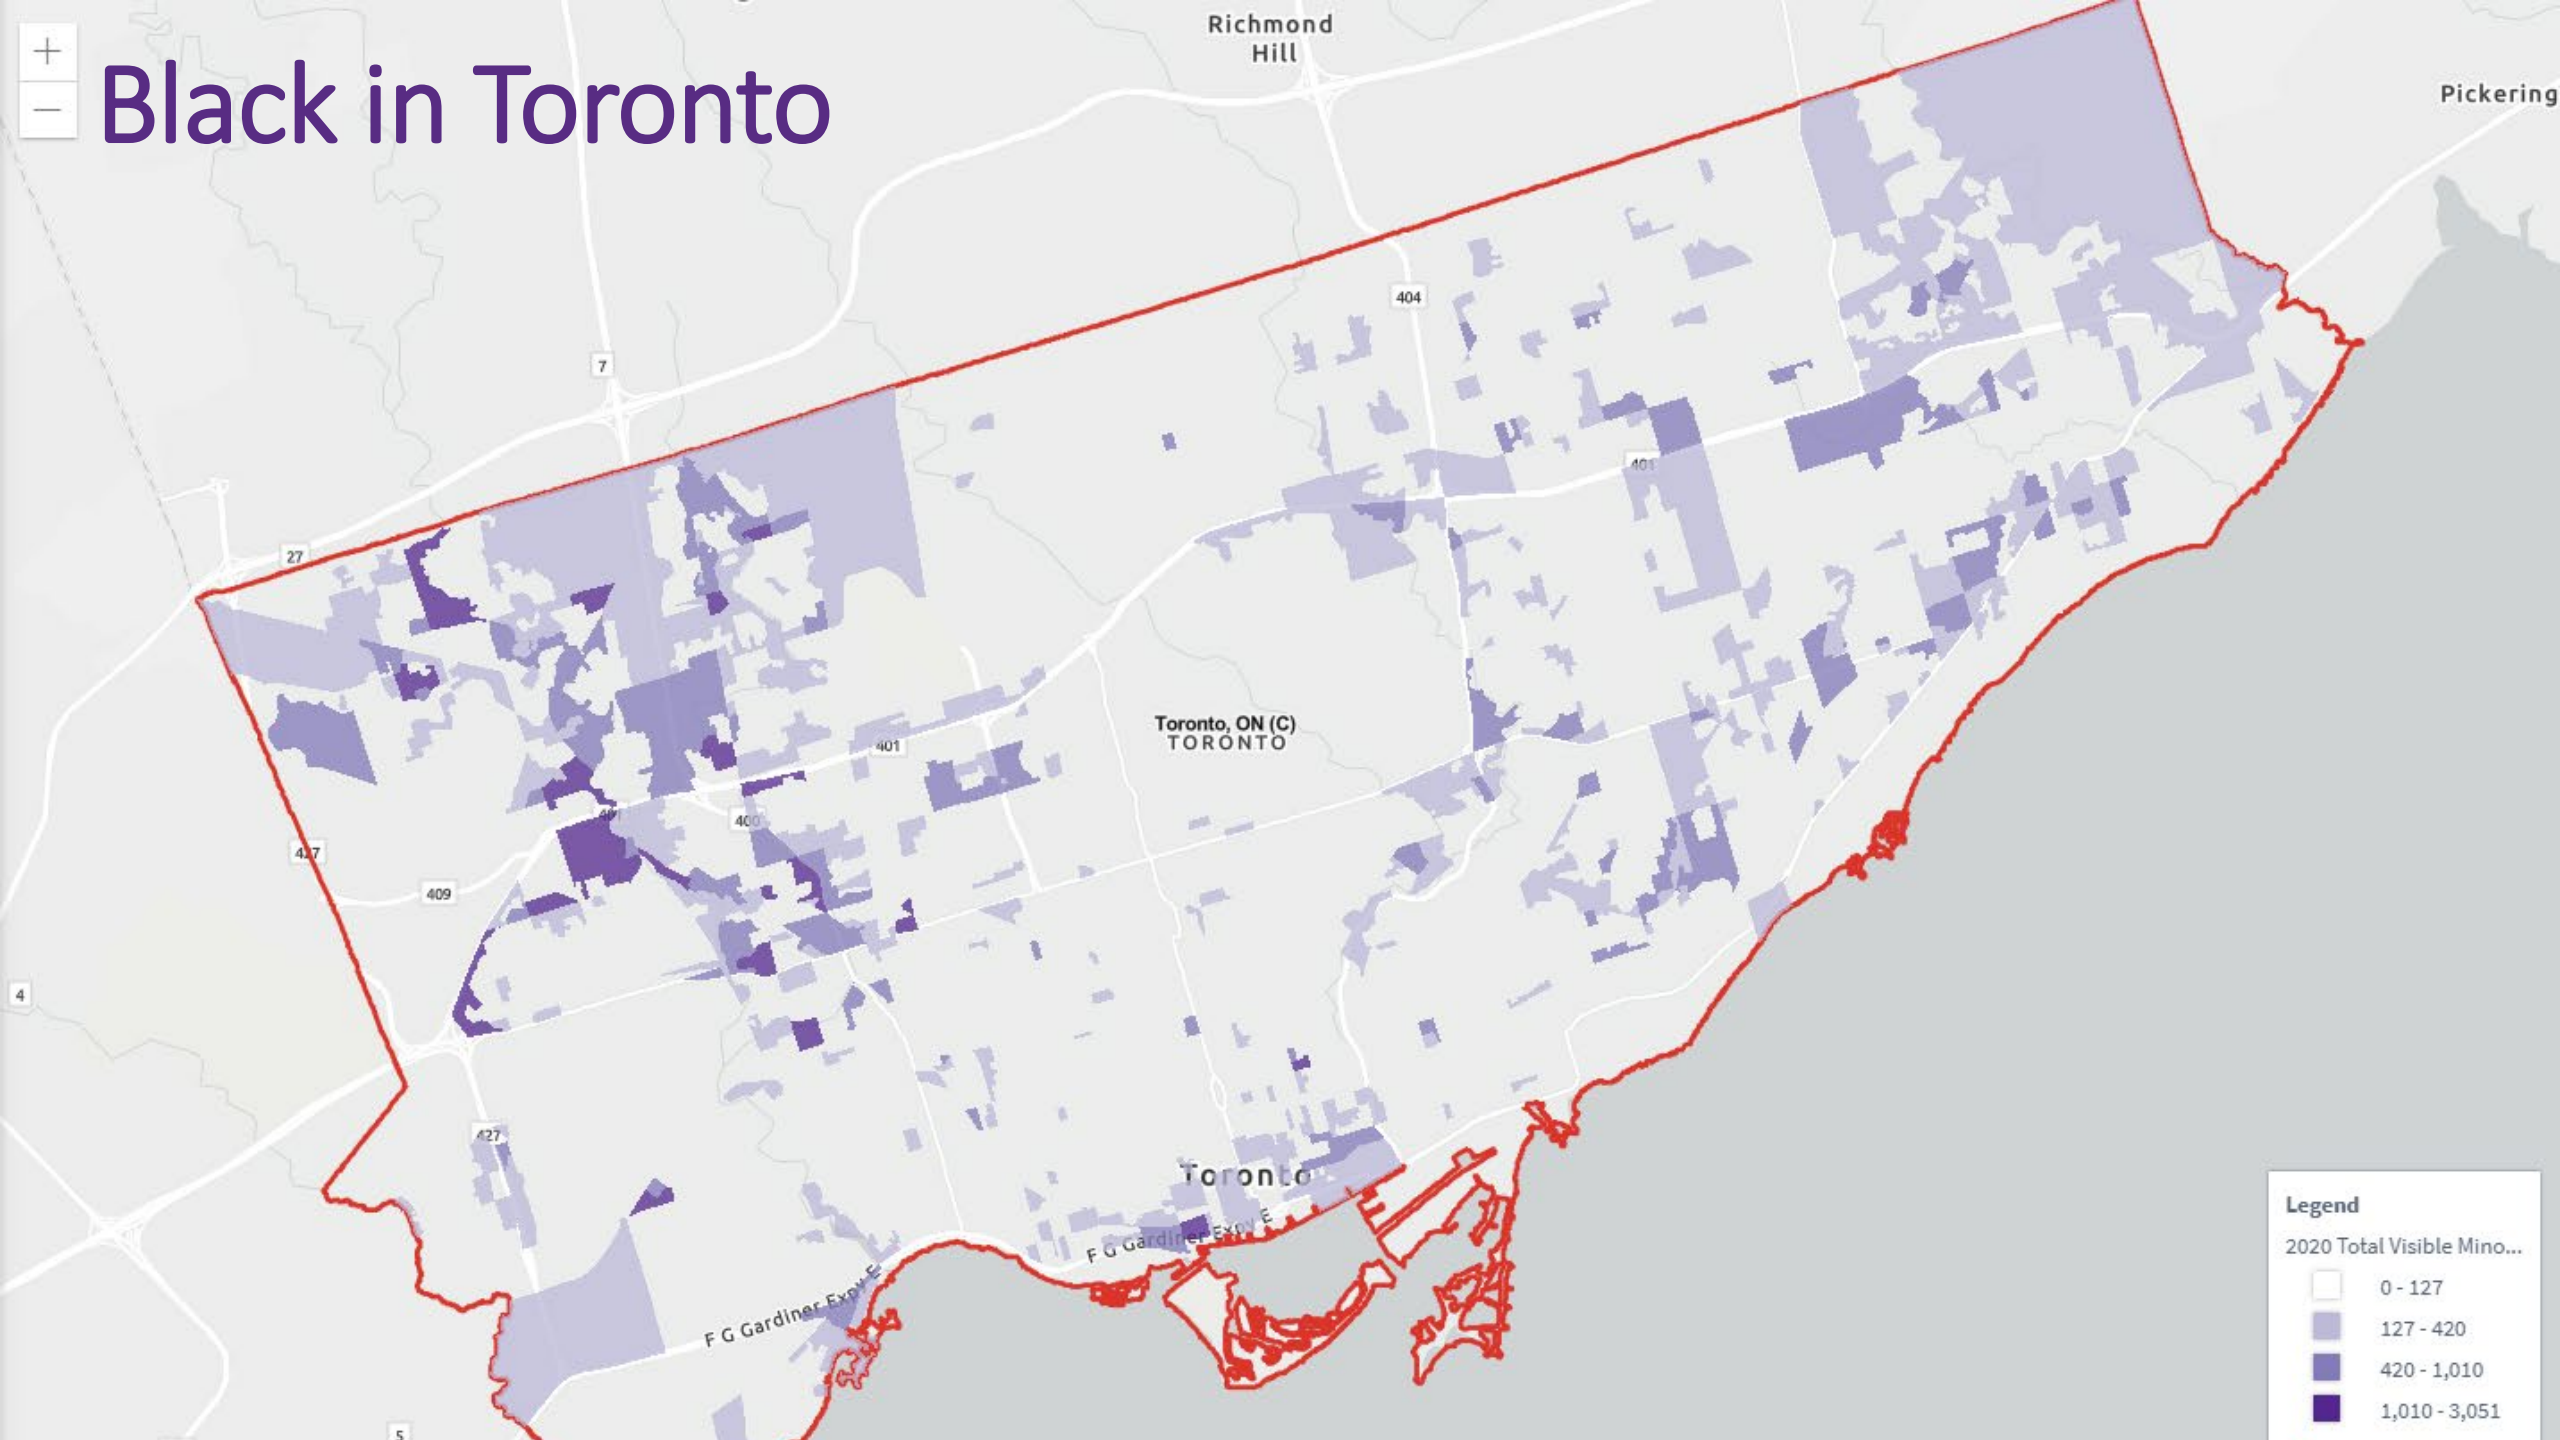 Richmond
Hill
+
Black in Toronto
−
Pickering
404
7
401
27
Toronto, ON (C)
TORONTO
401
401
400
427
409
4
427
Toronto
F G Gardiner Expy E
F G Gardiner Expy E
5
Legend
2020 Total Visible Mino...
0 - 127
127 - 420
420 - 1,010
1,010 - 3,051